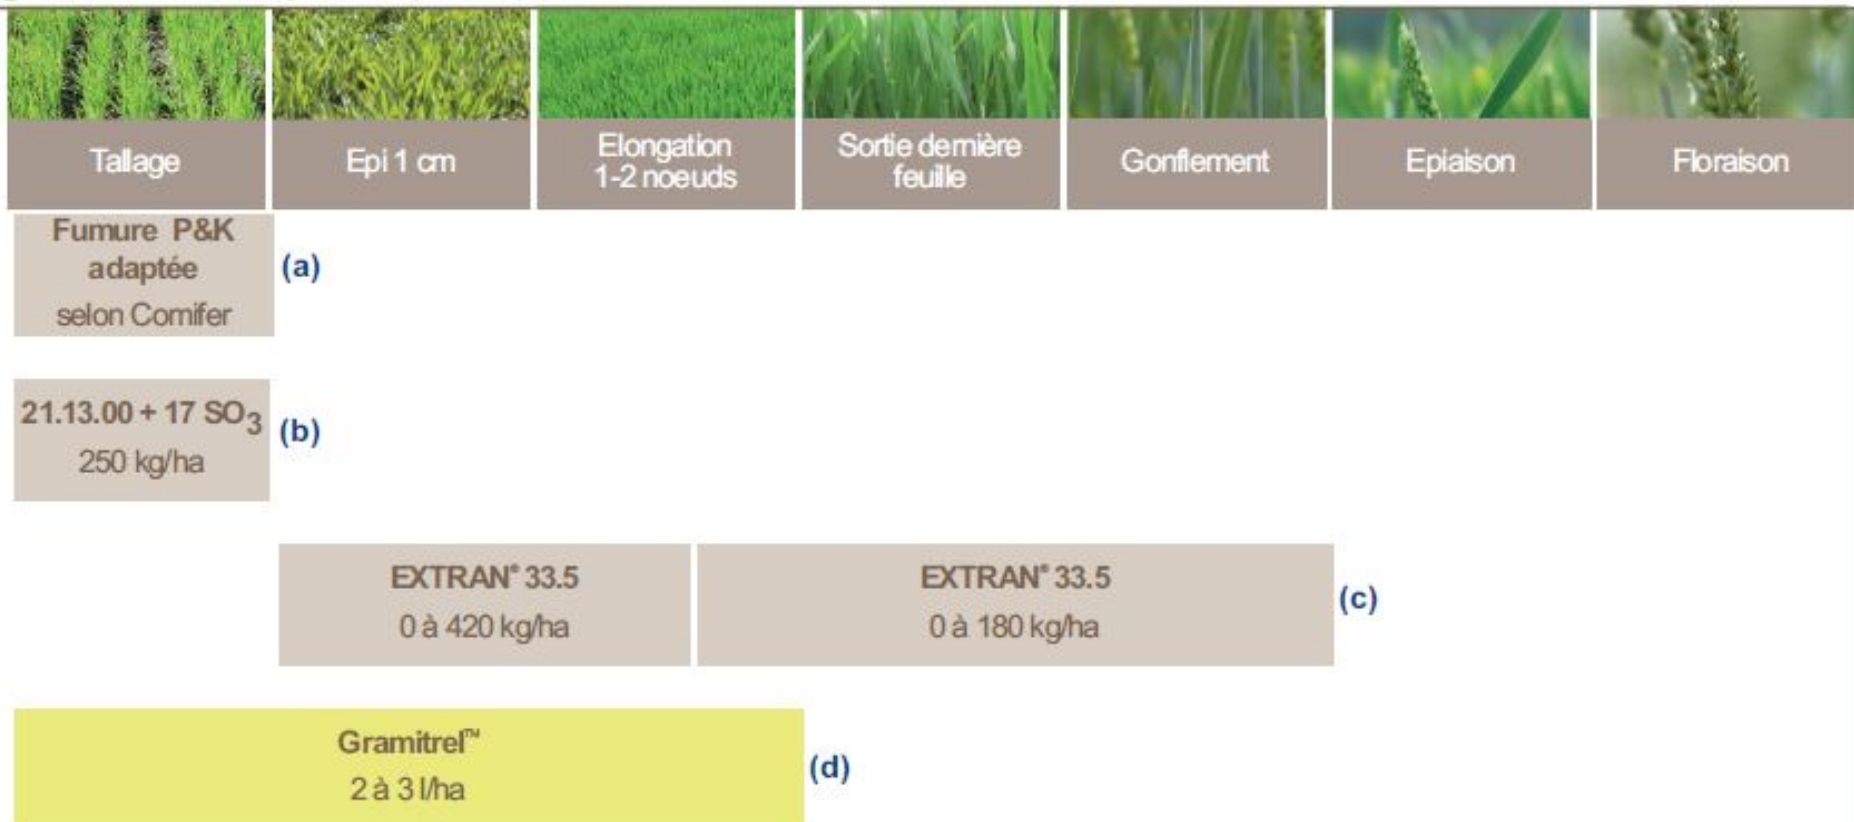 Tallage
Epi 1 cm
Elongation
1-2 noeuds
Sortie dernière
feuille
Gonflement
Epiaison
Floraison
Fumure P&K
adaptée
selon Comifer
(a)
21.13.00 + 17 SO₃
250 kg/ha
(b)
EXTRAN® 33.5
0 à 420 kg/ha
EXTRAN® 33.5
0 à 180 kg/ha
(c)
Gramitrel™
2 à 3 l/ha
(d)